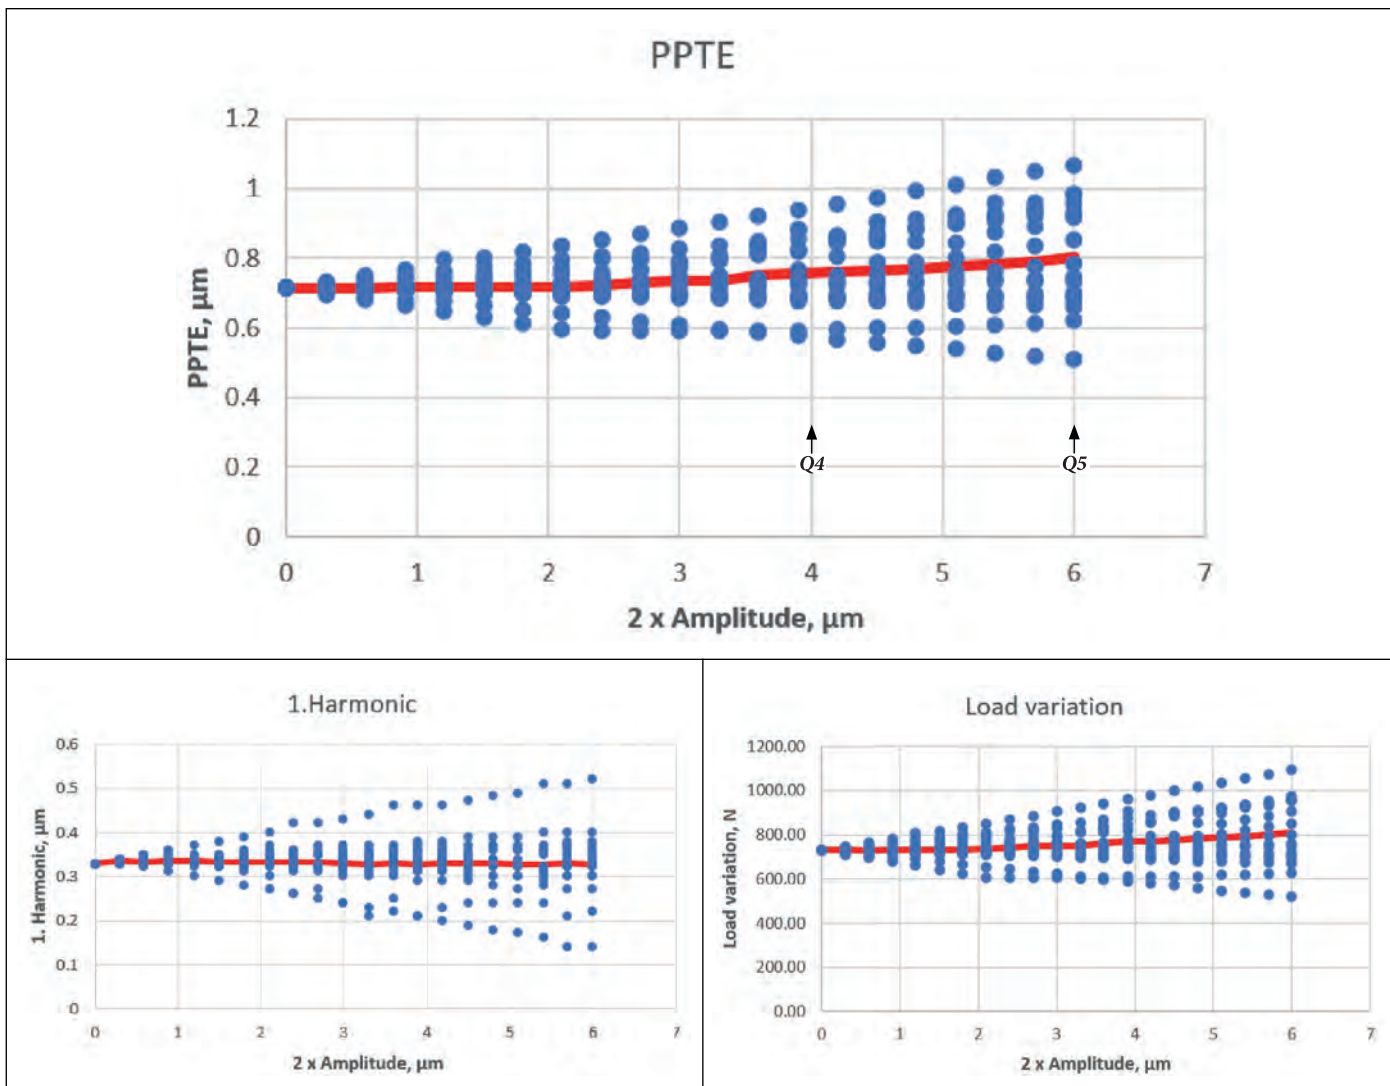 PPTE
1.2
1
0.8
0.6
0.4
0.2
0
PPTE, µm
Q4
Q5
0 1 2 3 4 5 6 7
2 x Amplitude, µm
1.Harmonic
0.6
0.5
0.4
0.3
0.2
0.1
0
1. Harmonic, µm
0 1 2 3 4 5 6 7
2 x Amplitude, µm
Load variation
1200.00
1000.00
800.00
600.00
400.00
200.00
0.00
Load variation, N
0 1 2 3 4 5 6 7
2 x Amplitude, µm